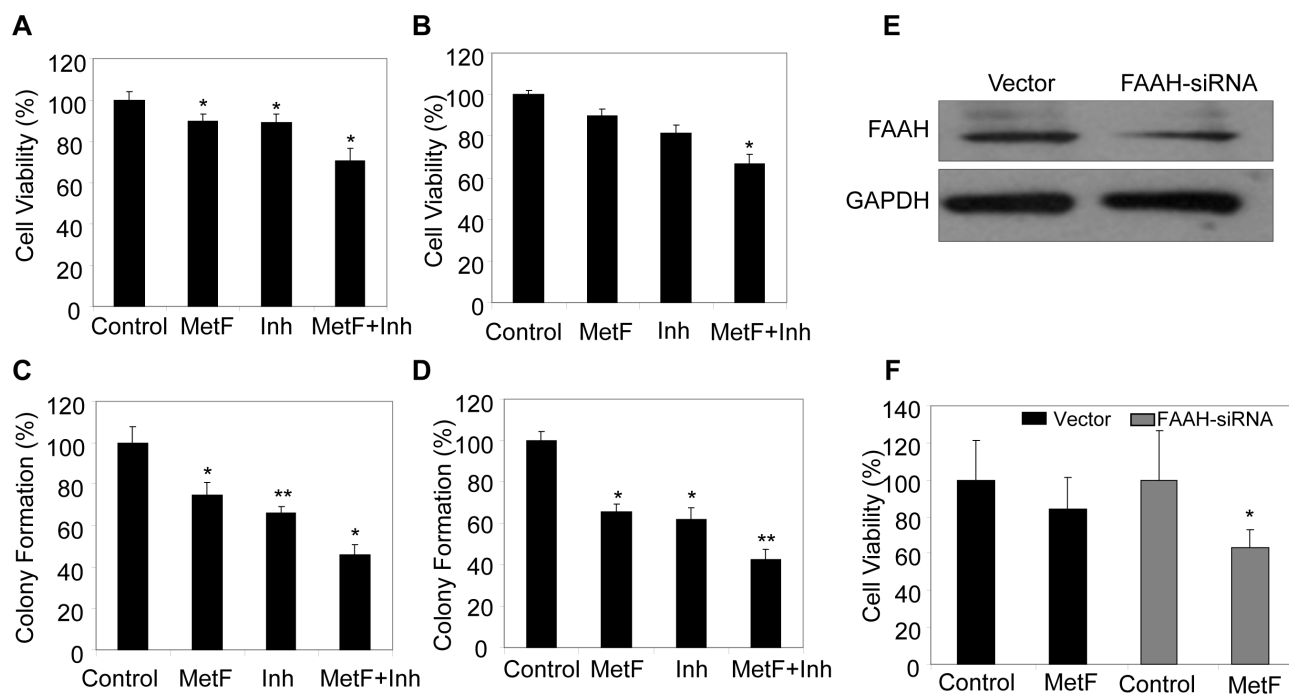 A
Cell Viability (%)
120
100
80
60
40
20
0
*
*
*
Control MetF Inh MetF+Inh
B
Cell Viability (%)
120
100
80
60
40
20
0
*
Control MetF Inh MetF+Inh
E
Vector FAAH-siRNA
FAAH
GAPDH
C
Colony Formation (%)
120
100
80
60
40
20
0
*
**
*
Control MetF Inh MetF+Inh
D
Colony Formation (%)
120
100
80
60
40
20
0
*
*
**
Control MetF Inh MetF+Inh
F
Cell Viability (%)
140
120
100
80
60
40
20
0
Vector FAAH-siRNA
*
Control MetF Control MetF